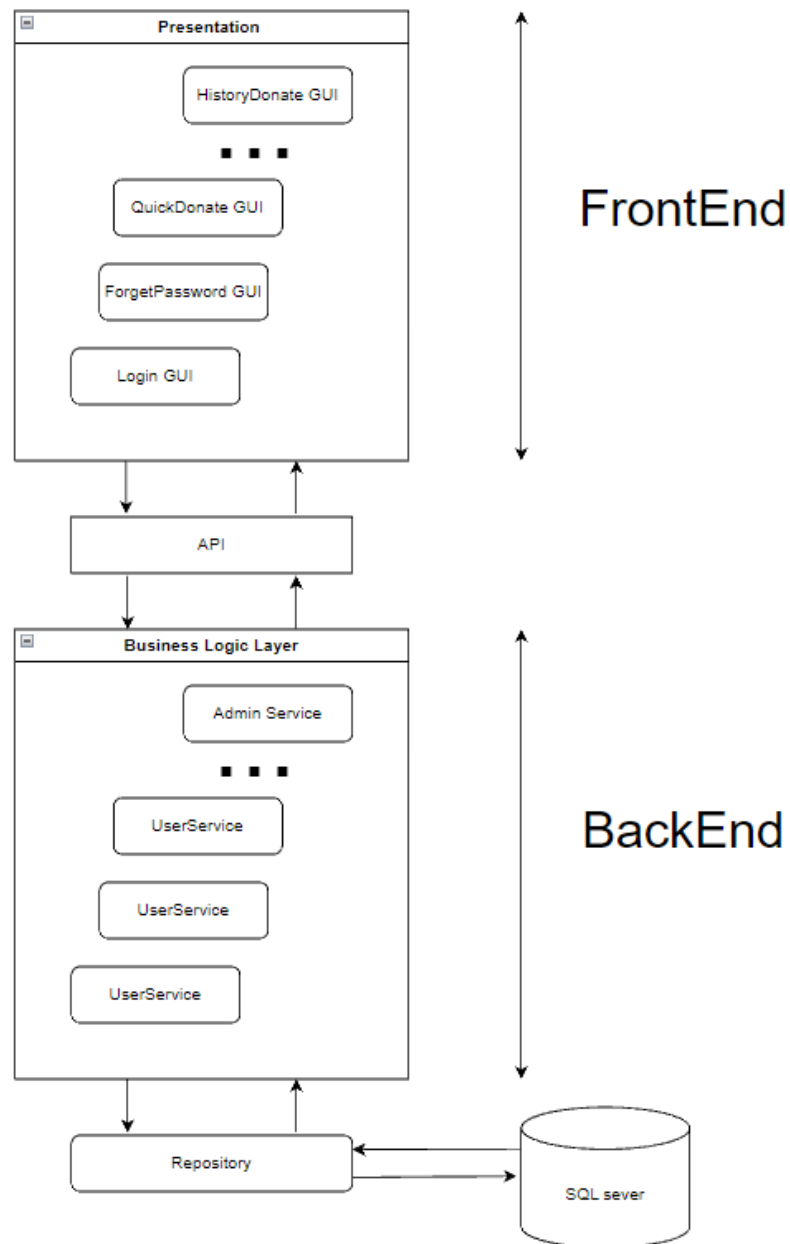 Presentation
HistoryDonate GUI
QuickDonate GUI
ForgetPassword GUI
Login GUI
FrontEnd
API
Business Logic Layer
Admin Service
UserService
UserService
UserService
BackEnd
Repository
SQL sever